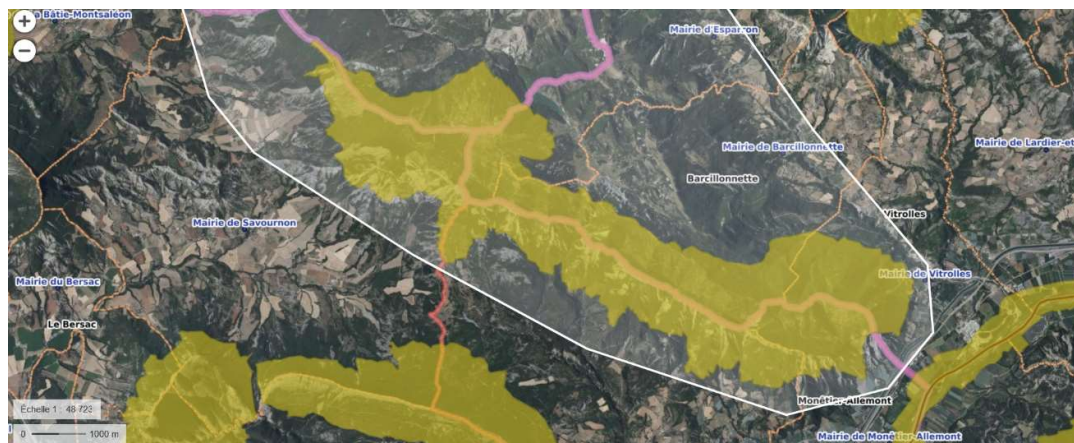 +
La Bâtie-Montsaléon
Mairie d'Esparron
−
Mairie de Barcillonnette
Mairie de Lardier-et
Barcillonnette
Mairie de Savournon
Vitrolles
Mairie de Vitrolles
Mairie du Bersac
Le Bersac
Monêtier-Allemont
Échelle 1 : 48 723
0 1000 m
Mairie de Monêtier-Allemont